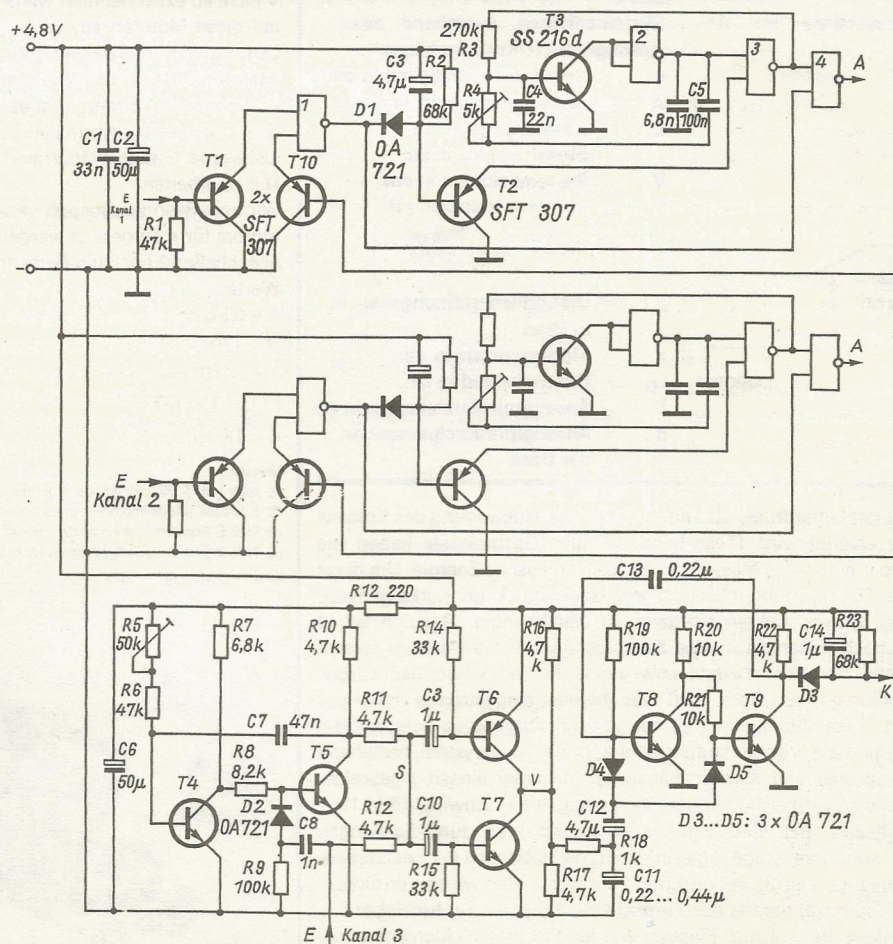 +4,8V
C1
33n
C2
50µ
E
Kanal
1
R1
47k
T1
T10
2x
SFT
307
1
D1
OA
721
C3
4,7µ
R2
68k
270k
R3
R4
5k
C4
22n
T3
SS 216d
T2
SFT 307
2
6,8n
C5
100n
3
4
A
−
E
Kanal 2
A
R5
50k
R6
47k
C6
50µ
R7
6,8k
C7
47n
R8
8,2k
T4
D2
OA721
R9
100k
C8
1n
T5
R10
4,7k
R12 220
R11
4,7k
S
R12
4,7k
C3
1µ
C10
1µ
R14
33k
R15
33k
T6
T7
R16
4,7
k
V
R17
4,7k
C12
4,7µ
R18
1k
C11
0,22...0,44µ
D4
R19
100k
R20
10k
R21
10k
C13
0,22µ
T8
T9
D5
R22
4,7
k
C14
1µ
R23
68k
D3
K
D3...D5: 3x OA 721
E
Kanal 3